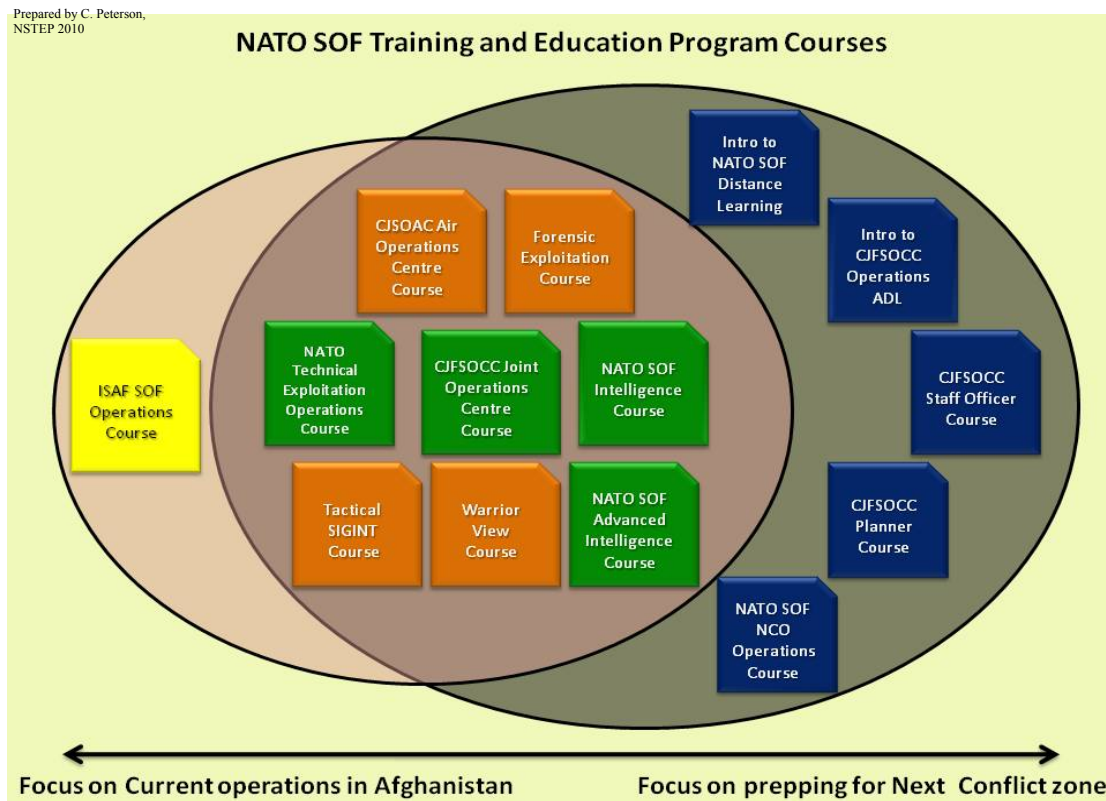 Prepared by C. Peterson,
NSTEP 2010
NATO SOF Training and Education Program Courses
Intro to
NATO SOF
Distance
Learning
CJSOAC Air
Operations
Centre
Course
Forensic
Exploitation
Course
Intro to
CJFSOCC
Operations
ADL
ISAF SOF
Operations
Course
NATO
Technical
Exploitation
Operations
Course
CJFSOCC Joint
Operations
Centre
Course
NATO SOF
Intelligence
Course
CJFSOCC
Staff Officer
Course
Tactical
SIGINT
Course
Warrior
View
Course
NATO SOF
Advanced
Intelligence
Course
CJFSOCC
Planner
Course
NATO SOF
NCO
Operations
Course
Focus on Current operations in Afghanistan
Focus on prepping for Next Conflict zone